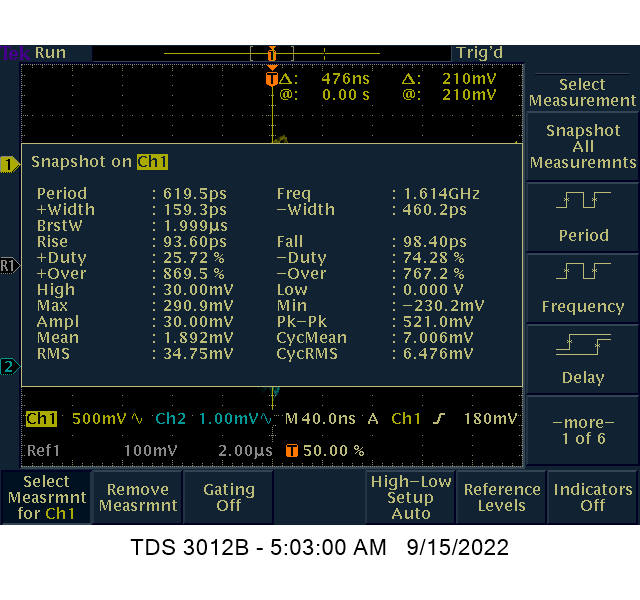 Tek Run Trig'd
Δ: 476ns Δ: 210mV
@: 0.00 s @: 210mV
Select
Measurement
Snapshot
All
Measuremnts
Period
Frequency
Delay
−more−
1 of 6
1
R1
2
Snapshot on Ch1
Period : 619.5ps Freq : 1.614GHz
+Width : 159.3ps −Width : 460.2ps
BrstW : 1.999µs
Rise : 93.60ps Fall : 98.40ps
+Duty : 25.72 % −Duty : 74.28 %
+Over : 869.5 % −Over : 767.2 %
High : 30.00mV Low : 0.000 V
Max : 290.9mV Min : −230.2mV
Ampl : 30.00mV Pk−Pk : 521.0mV
Mean : 1.892mV CycMean : 7.006mV
RMS : 34.75mV CycRMS : 6.476mV
Ch1 500mV Ch2 1.00mV M 40.0ns A Ch1 180mV
Ref1 100mV 2.00µs T 50.00 %
Select
Measrmnt
for Ch1
Remove
Measrmnt
Gating
Off
High−Low
Setup
Auto
Reference
Levels
Indicators
Off
TDS 3012B - 5:03:00 AM 9/15/2022